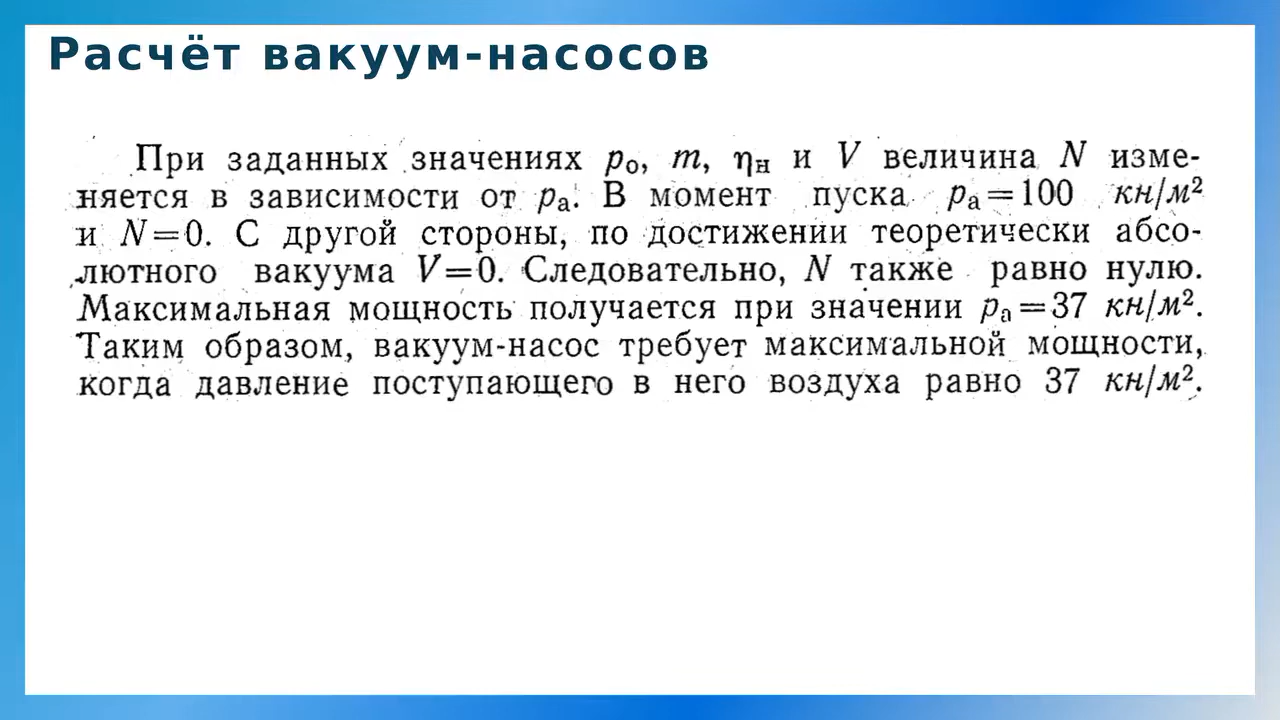 Расчёт вакуум-насосов
При заданных значениях pо, m, ηн и V величина N изме-
няется в зависимости от pа. В момент пуска pа=100 кн/м²
и N=0. С другой стороны, по достижении теоретически абсо-
лютного вакуума V=0. Следовательно, N также равно нулю.
Максимальная мощность получается при значении pа=37 кн/м².
Таким образом, вакуум-насос требует максимальной мощности,
когда давление поступающего в него воздуха равно 37 кн/м².